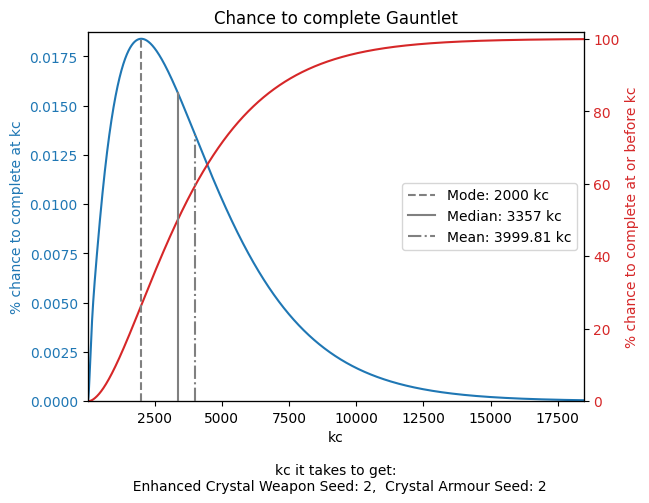 Chance to complete Gauntlet
% chance to complete at kc
0.0175
0.0150
0.0125
0.0100
0.0075
0.0050
0.0025
0.0000
Mode: 2000 kc
Median: 3357 kc
Mean: 3999.81 kc
100
80
60
40
20
0
% chance to complete at or before kc
2500 5000 7500 10000 12500 15000 17500
kc
kc it takes to get:
Enhanced Crystal Weapon Seed: 2, Crystal Armour Seed: 2